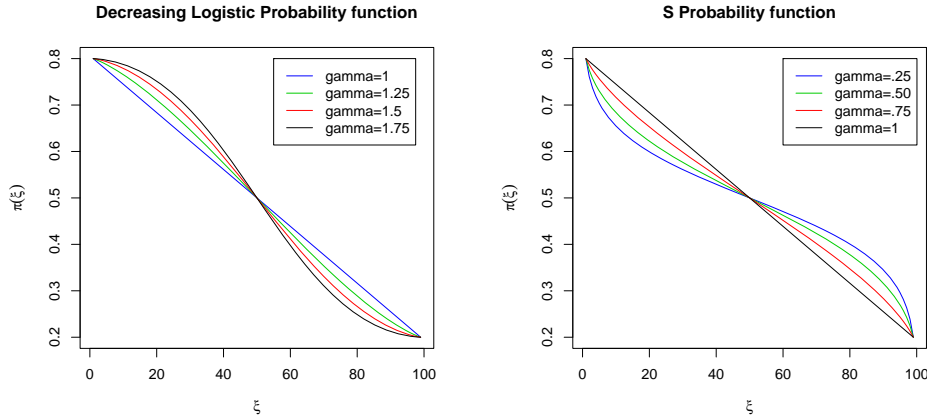 Decreasing Logistic Probability function
π(ξ)
0.8
0.7
0.6
0.5
0.4
0.3
0.2
gamma=1
gamma=1.25
gamma=1.5
gamma=1.75
0 20 40 60 80 100
ξ
S Probability function
π(ξ)
0.8
0.7
0.6
0.5
0.4
0.3
0.2
gamma=.25
gamma=.50
gamma=.75
gamma=1
0 20 40 60 80 100
ξ